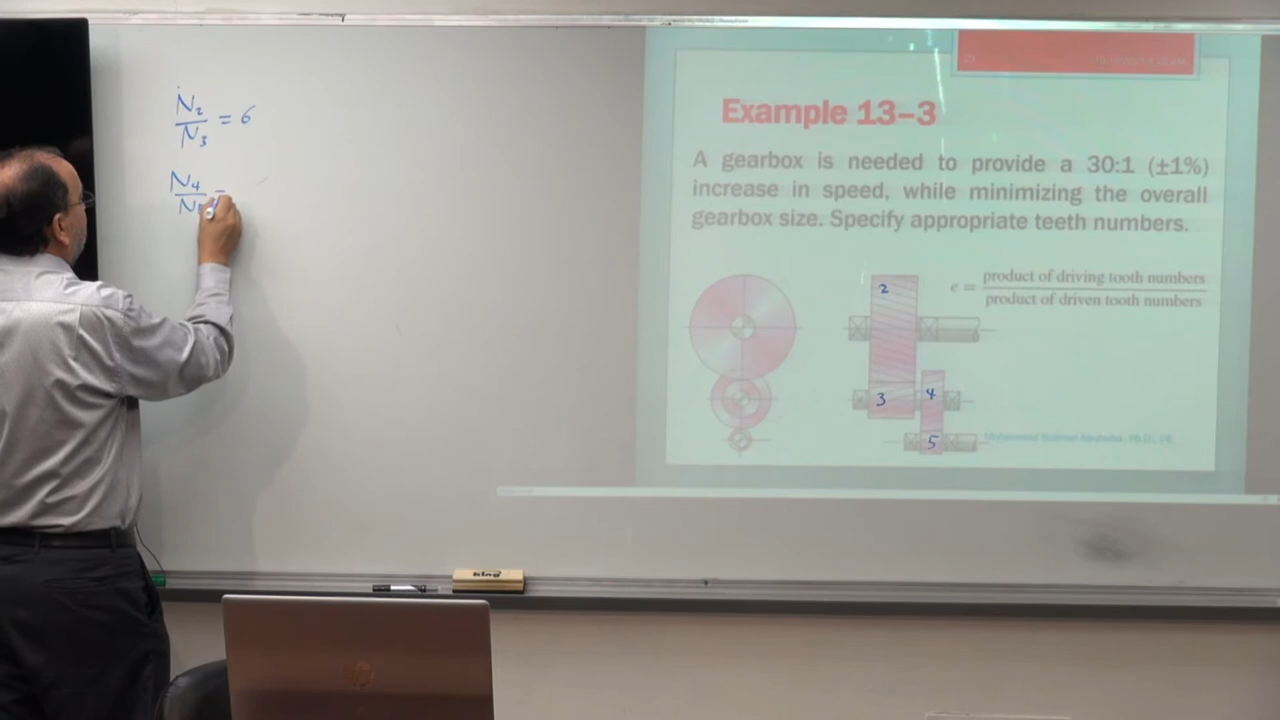 N2
N3
= 6
N4
Example 13–3
A gearbox is needed to provide a 30:1 (±1%)
increase in speed, while minimizing the overall
gearbox size. Specify appropriate teeth numbers.
e = product of driving tooth numbers
product of driven tooth numbers
2
3
4
5
King